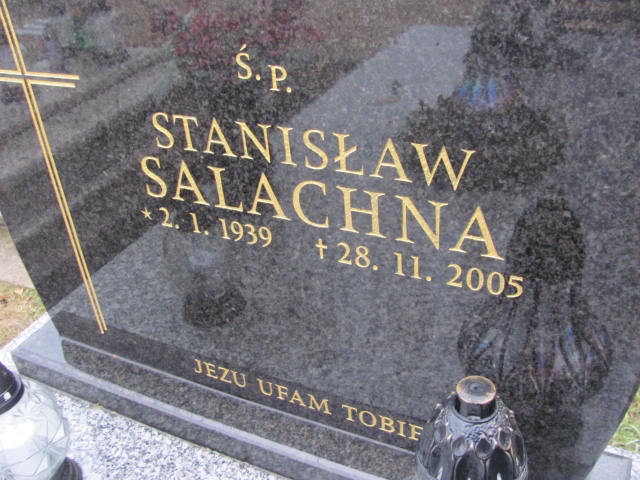 Ś. P.
STANISŁAW
SALACHNA
* 2. 1. 1939 † 28. 11. 2005
JEZU UFAM TOBIE